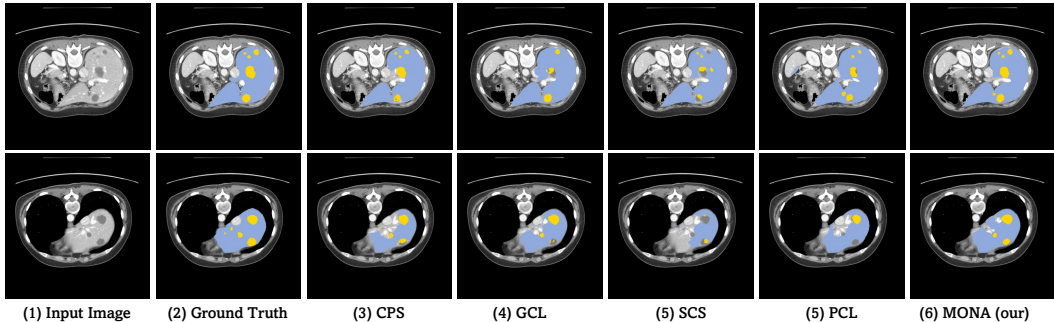 (1) Input Image (2) Ground Truth (3) CPS (4) GCL (5) SCS (5) PCL (6) MONA (our)